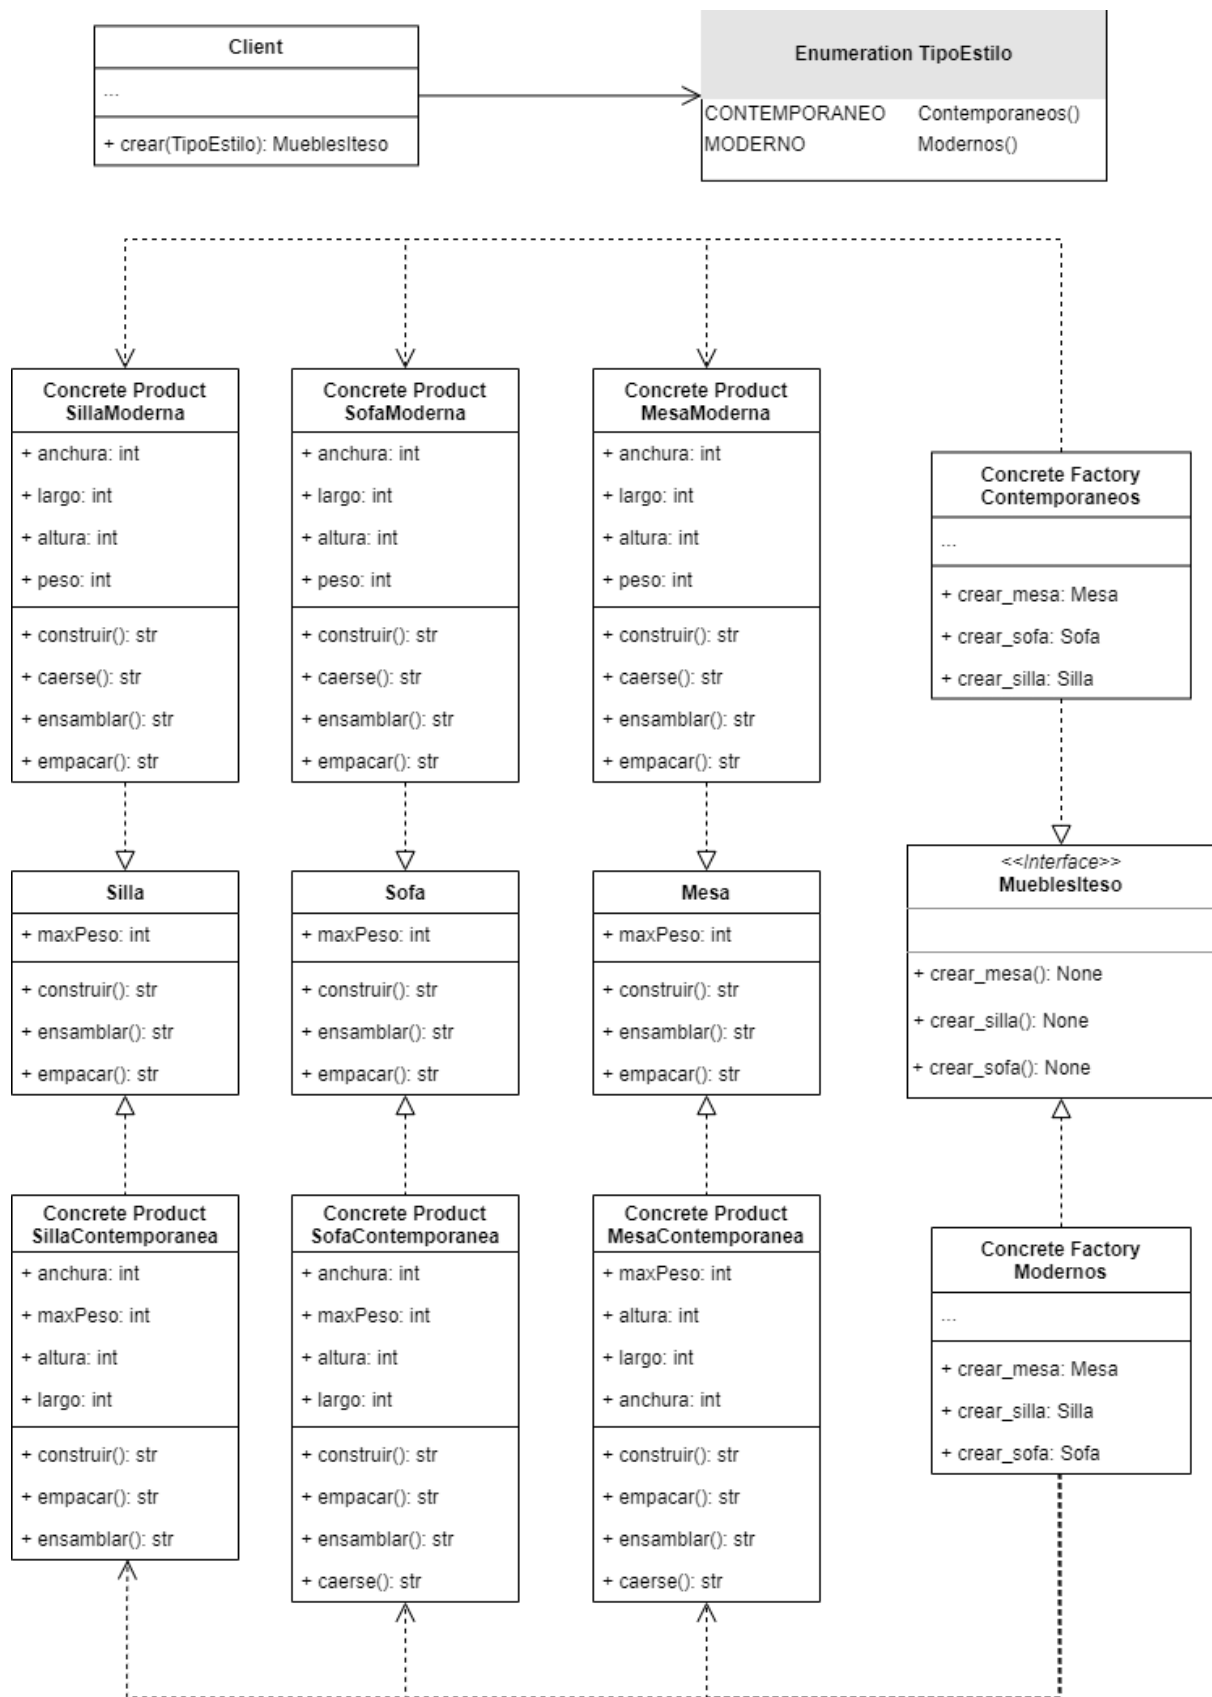 Client
...
+ crear(TipoEstilo): MueblesIteso
Enumeration TipoEstilo
CONTEMPORANEO Contemporaneos()
MODERNO Modernos()
Concrete Product
SillaModerna
+ anchura: int
+ largo: int
+ altura: int
+ peso: int
+ construir(): str
+ caerse(): str
+ ensamblar(): str
+ empacar(): str
Concrete Product
SofaModerna
+ anchura: int
+ largo: int
+ altura: int
+ peso: int
+ construir(): str
+ caerse(): str
+ ensamblar(): str
+ empacar(): str
Concrete Product
MesaModerna
+ anchura: int
+ largo: int
+ altura: int
+ peso: int
+ construir(): str
+ caerse(): str
+ ensamblar(): str
+ empacar(): str
Concrete Factory
Contemporaneos
...
+ crear_mesa: Mesa
+ crear_sofa: Sofa
+ crear_silla: Silla
Silla
+ maxPeso: int
+ construir(): str
+ ensamblar(): str
+ empacar(): str
Sofa
+ maxPeso: int
+ construir(): str
+ ensamblar(): str
+ empacar(): str
Mesa
+ maxPeso: int
+ construir(): str
+ ensamblar(): str
+ empacar(): str
<<Interface>>
MueblesIteso
+ crear_mesa(): None
+ crear_silla(): None
+ crear_sofa(): None
Concrete Product
SillaContemporanea
+ anchura: int
+ maxPeso: int
+ altura: int
+ largo: int
+ construir(): str
+ empacar(): str
+ ensamblar(): str
Concrete Product
SofaContemporanea
+ anchura: int
+ maxPeso: int
+ altura: int
+ largo: int
+ construir(): str
+ empacar(): str
+ ensamblar(): str
+ caerse(): str
Concrete Product
MesaContemporanea
+ maxPeso: int
+ altura: int
+ largo: int
+ anchura: int
+ construir(): str
+ empacar(): str
+ ensamblar(): str
+ caerse(): str
Concrete Factory
Modernos
...
+ crear_mesa: Mesa
+ crear_silla: Silla
+ crear_sofa: Sofa